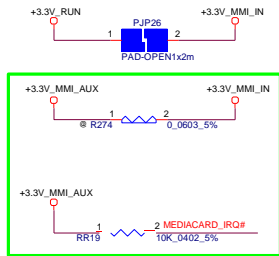 +3.3V_RUN +3.3V_MMI_IN
PJP26
1 2
PAD-OPEN1x2m
+3.3V_MMI_AUX +3.3V_MMI_IN
1 2
@ R274 0_0603_5%
+3.3V_MMI_AUX
1 2 MEDIACARD_IRQ#
RR19 10K_0402_5%